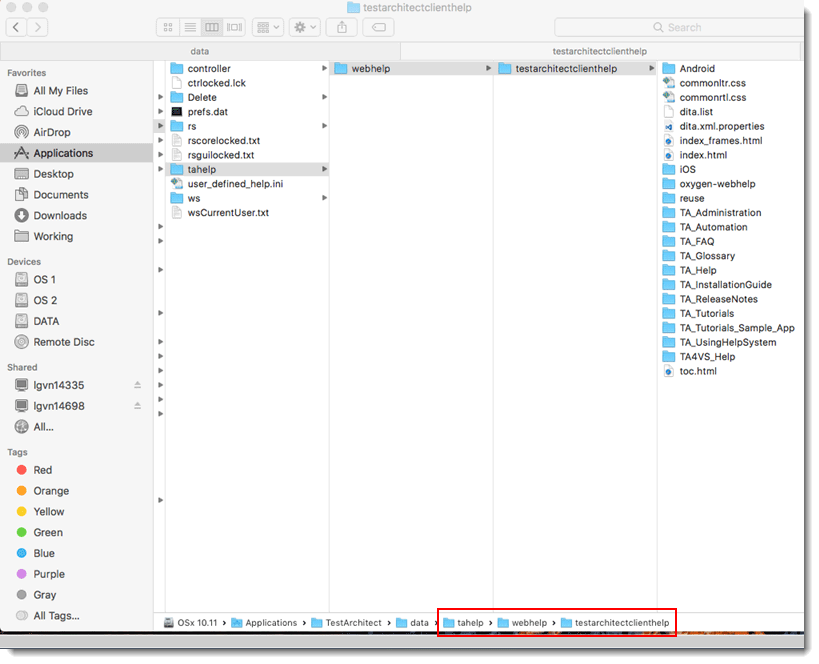 testarchitectclienthelp
Search
data
testarchitectclienthelp
Favorites
All My Files
iCloud Drive
AirDrop
Applications
Desktop
Documents
Downloads
Working
Devices
OS 1
OS 2
DATA
Remote Disc
Shared
lgvn14335
lgvn14698
All...
Tags
Red
Orange
Yellow
Green
Blue
Purple
Gray
All Tags...
controller
ctrlocked.lck
Delete
prefs.dat
rs
rscorelocked.txt
rsguilocked.txt
tahelp
user_defined_help.ini
ws
wsCurrentUser.txt
webhelp
testarchitectclienthelp
Android
commonltr.css
commonrtl.css
dita.list
dita.xml.properties
index_frames.html
index.html
iOS
oxygen-webhelp
reuse
TA_Administration
TA_Automation
TA_FAQ
TA_Glossary
TA_Help
TA_InstallationGuide
TA_ReleaseNotes
TA_Tutorials
TA_Tutorials_Sample_App
TA_UsingHelpSystem
TA4VS_Help
toc.html
OSx 10.11 › Applications › TestArchitect › data › tahelp › webhelp › testarchitectclienthelp